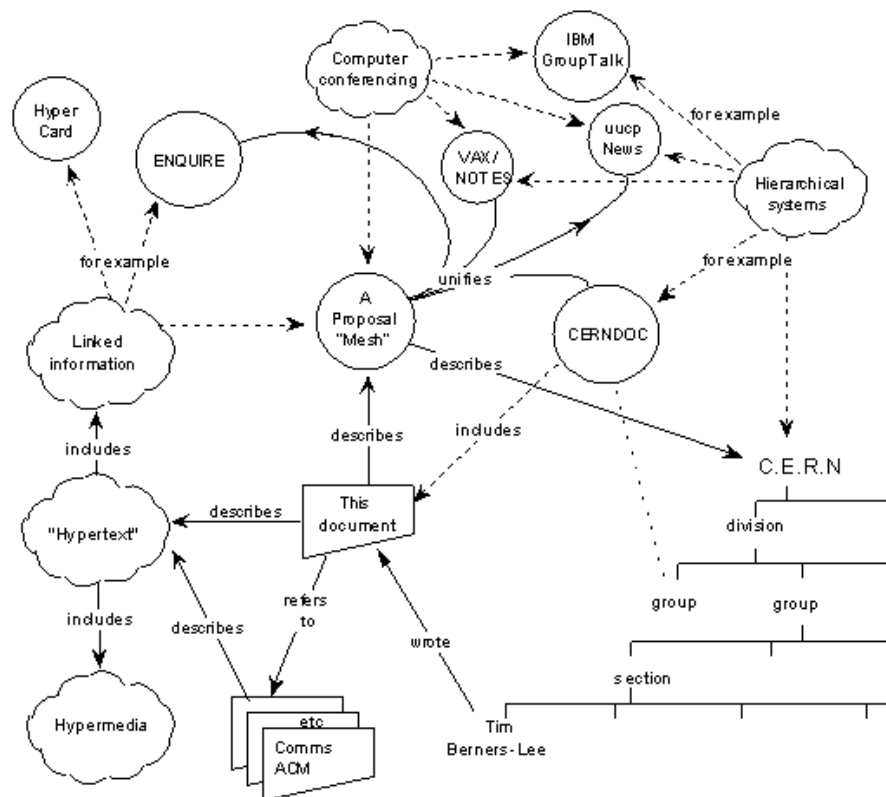 IBM
GroupTalk
Computer
conferencing
Hyper
Card
for example
uucp
News
ENQUIRE
VAX/
NOTES
Hierarchical
systems
for example
for example
unifies
A
Proposal
"Mesh"
CERNDOC
Linked
information
describes
includes
describes
includes
C.E.R.N
This
document
describes
"Hypertext"
division
refers
to
group
group
includes
describes
wrote
section
Hypermedia
etc
Comms
ACM
Tim
Berners-Lee